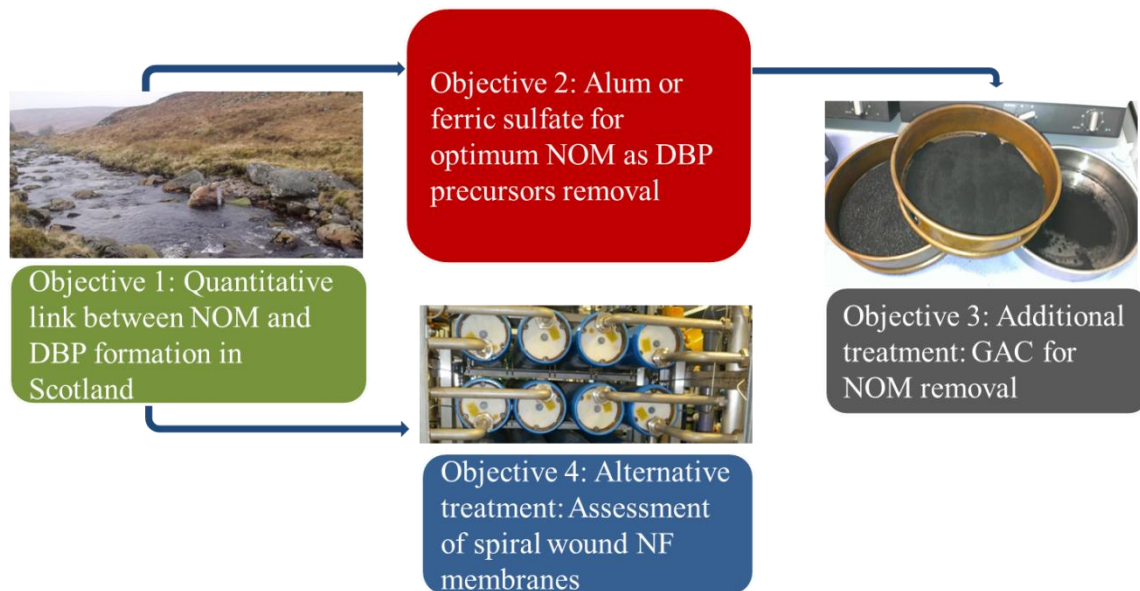 Objective 2: Alum or
ferric sulfate for
optimum NOM as DBP
precursors removal
Objective 1: Quantitative
link between NOM and
DBP formation in
Scotland
Objective 3: Additional
treatment: GAC for
NOM removal
Objective 4: Alternative
treatment: Assessment
of spiral wound NF
membranes